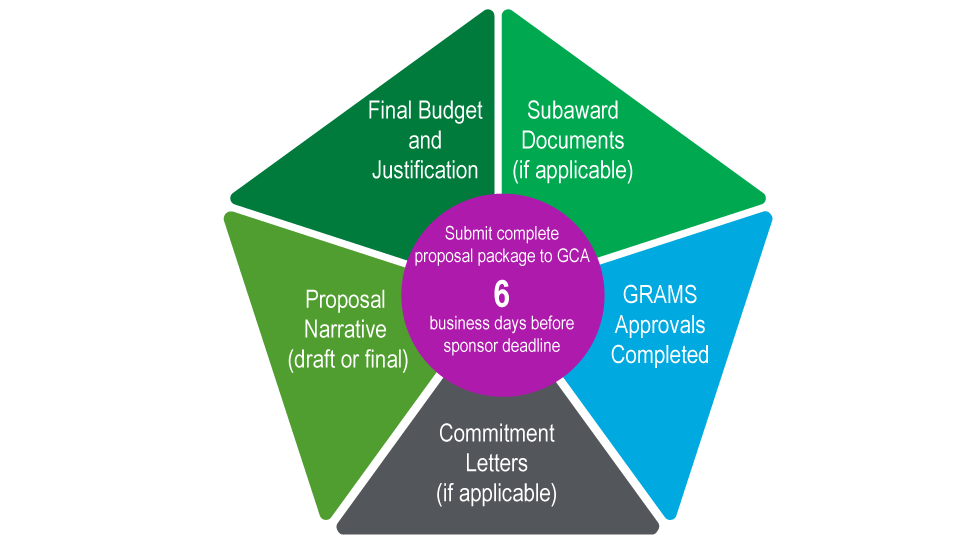 Final Budget
and
Justification
Subaward
Documents
(if applicable)
Submit complete
proposal package to GCA
6
business days before
sponsor deadline
GRAMS
Approvals
Completed
Proposal
Narrative
(draft or final)
Commitment
Letters
(if applicable)